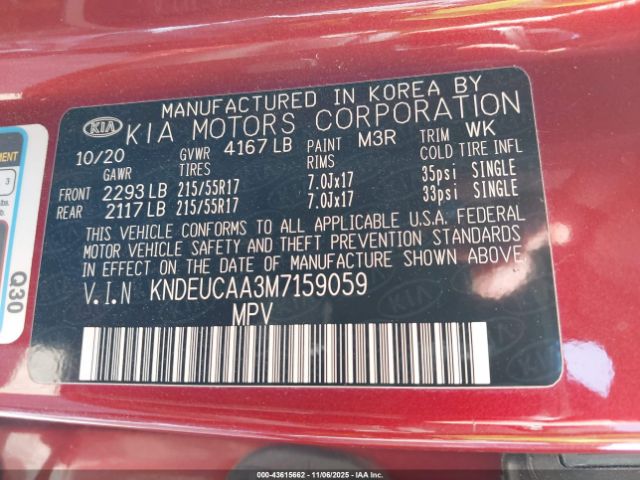 MANUFACTURED IN KOREA BY
KIA KIA MOTORS CORPORATION
10/20 GVWR 4167 LB PAINT M3R TRIM WK
GAWR TIRES RIMS COLD TIRE INFL
FRONT 2293 LB 215/55R17 7.0Jx17 35psi SINGLE
REAR 2117 LB 215/55R17 7.0Jx17 33psi SINGLE
THIS VEHICLE CONFORMS TO ALL APPLICABLE U.S.A. FEDERAL
MOTOR VEHICLE SAFETY AND THEFT PREVENTION STANDARDS
IN EFFECT ON THE DATE OF MANUFACTURE SHOWN ABOVE.
V.I.N KNDEUCAA3M7159059
MPV
Q30
3
000-43615662 - 11/06/2025 - IAAI.COM